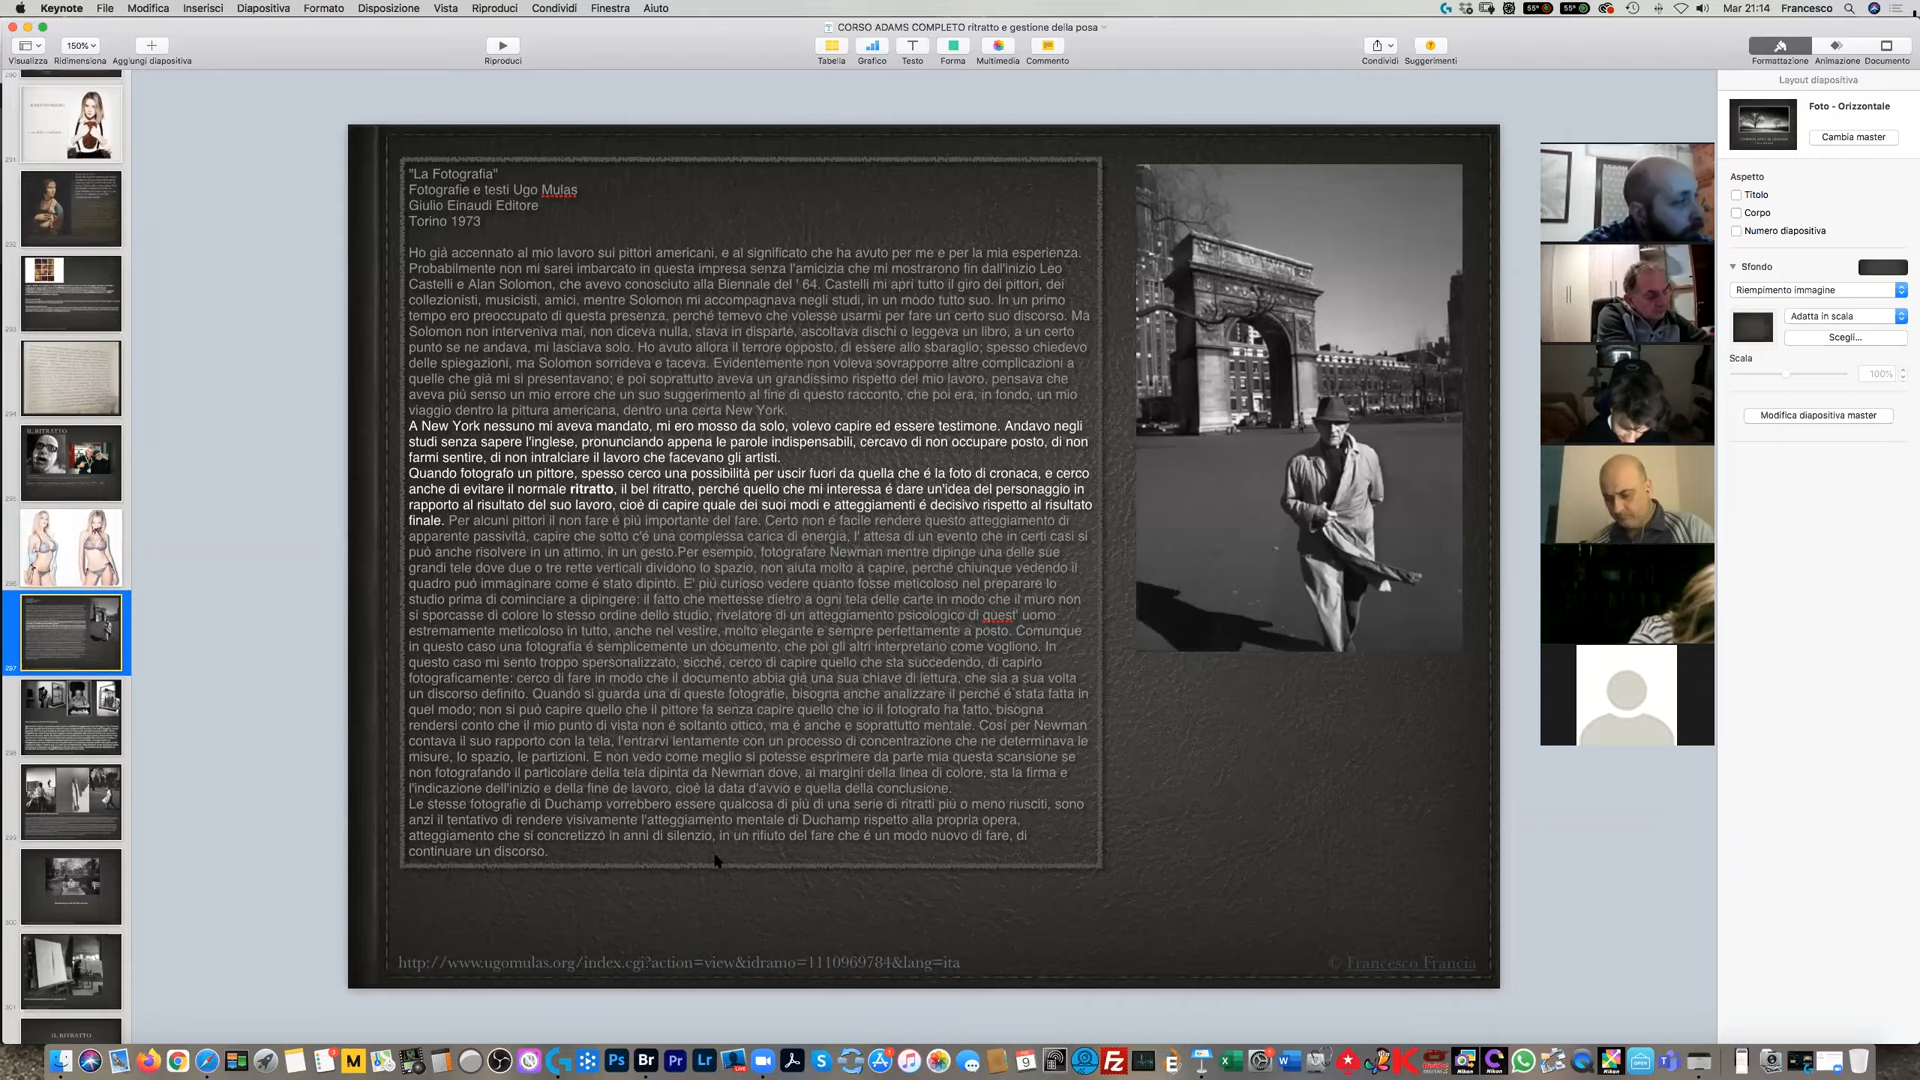 Keynote File Modifica Inserisci Diapositiva Formato Disposizione Vista Riproduci Condividi Finestra Aiuto
55° 55° Mar 21:14 Francesco
CORSO ADAMS COMPLETO ritratto e gestione della posa
150%
Visualizza Ridimensiona Aggiungi diapositiva Riproduci Tabella Grafico Testo Forma Multimedia Commento Condividi Suggerimenti Formattazione Animazione Documento
"La Fotografia"
Fotografie e testi Ugo Mulas
Giulio Einaudi Editore
Torino 1973
Ho già accennato al mio lavoro sui pittori americani, e al significato che ha avuto per me e per la mia esperienza.
Probabilmente non mi sarei imbarcato in questa impresa senza l'amicizia che mi mostrarono fin dall'inizio Leo
Castelli e Alan Solomon, che avevo conosciuto alla Biennale del ' 64. Castelli mi aprì tutto il giro dei pittori, dei
collezionisti, musicisti, amici, mentre Solomon mi accompagnava negli studi, in un modo tutto suo. In un primo
tempo ero preoccupato di questa presenza, perché temevo che volesse usarmi per fare un certo suo discorso. Ma
Solomon non interveniva mai, non diceva nulla, stava in disparte, ascoltava dischi o leggeva un libro, a un certo
punto se ne andava, mi lasciava solo. Ho avuto allora il terrore opposto, di essere allo sbaraglio; spesso chiedevo
delle spiegazioni, ma Solomon sorrideva e taceva. Evidentemente non voleva sovrapporre altre complicazioni a
quelle che già mi si presentavano; e poi soprattutto aveva un grandissimo rispetto del mio lavoro, pensava che
aveva più senso un mio errore che un suo suggerimento al fine di questo racconto, che poi era, in fondo, un mio
viaggio dentro la pittura americana, dentro una certa New York.
A New York nessuno mi aveva mandato, mi ero mosso da solo, volevo capire ed essere testimone. Andavo negli
studi senza sapere l'inglese, pronunciando appena le parole indispensabili, cercavo di non occupare posto, di non
farmi sentire, di non intralciare il lavoro che facevano gli artisti.
Quando fotografo un pittore, spesso cerco una possibilità per uscir fuori da quella che é la foto di cronaca, e cerco
anche di evitare il normale ritratto, il bel ritratto, perché quello che mi interessa é dare un'idea del personaggio in
rapporto al risultato del suo lavoro, cioè di capire quale dei suoi modi e atteggiamenti é decisivo rispetto al risultato
finale. Per alcuni pittori il non fare é più importante del fare. Certo non é facile rendere questo atteggiamento di
apparente passività, capire che sotto c'é una complessa carica di energia, l' attesa di un evento che in certi casi si
può anche risolvere in un attimo, in un gesto.Per esempio, fotografare Newman mentre dipinge una delle sue
grandi tele dove due o tre rette verticali dividono lo spazio, non aiuta molto a capire, perché chiunque vedendo il
quadro può immaginare come é stato dipinto. E' più curioso vedere quanto fosse meticoloso nel preparare lo
studio prima di cominciare a dipingere: il fatto che mettesse dietro a ogni tela delle carte in modo che il muro non
si sporcasse di colore lo stesso ordine dello studio, rivelatore di un atteggiamento psicologico di quest' uomo
estremamente meticoloso in tutto, anche nel vestire, molto elegante e sempre perfettamente a posto. Comunque
in questo caso una fotografia é semplicemente un documento, che poi gli altri interpretano come vogliono. In
questo caso mi sento troppo spersonalizzato, sicché, cerco di capire quello che sta succedendo, di capirlo
fotograficamente: cerco di fare in modo che il documento abbia già una sua chiave di lettura, che sia a sua volta
un discorso definito. Quando si guarda una di queste fotografie, bisogna anche analizzare il perché é stata fatta in
quel modo; non si può capire quello che il pittore fa senza capire quello che io il fotografo ha fatto, bisogna
rendersi conto che il mio punto di vista non é soltanto ottico, ma é anche e soprattutto mentale. Così per Newman
contava il suo rapporto con la tela, l'entrarvi lentamente con un processo di concentrazione che ne determinava le
misure, lo spazio, le partizioni. E non vedo come meglio si potesse esprimere da parte mia questa scansione se
non fotografando il particolare della tela dipinta da Newman dove, ai margini della linea di colore, sta la firma e
l'indicazione dell'inizio e della fine de lavoro, cioé la data d'avvio e quella della conclusione.
Le stesse fotografie di Duchamp vorrebbero essere qualcosa di più di una serie di ritratti più o meno riusciti, sono
anzi il tentativo di rendere visivamente l'atteggiamento mentale di Duchamp rispetto alla propria opera,
atteggiamento che si concretizzò in anni di silenzio, in un rifiuto del fare che é un modo nuovo di fare, di
continuare un discorso.
http://www.ugomulas.org/index.cgi?action=view&idramo=1110969784&lang=ita
© Francesco Francia
Layout diapositiva
Foto - Orizzontale
Cambia master
Aspetto
Titolo
Corpo
Numero diapositiva
Sfondo
Riempimento immagine
Adatta in scala
Scegli...
Scala
100%
Modifica diapositiva master
290
291
292
293
294
IL RITRATTO
295
296
297
298
299
300
301
IL RITRATTO